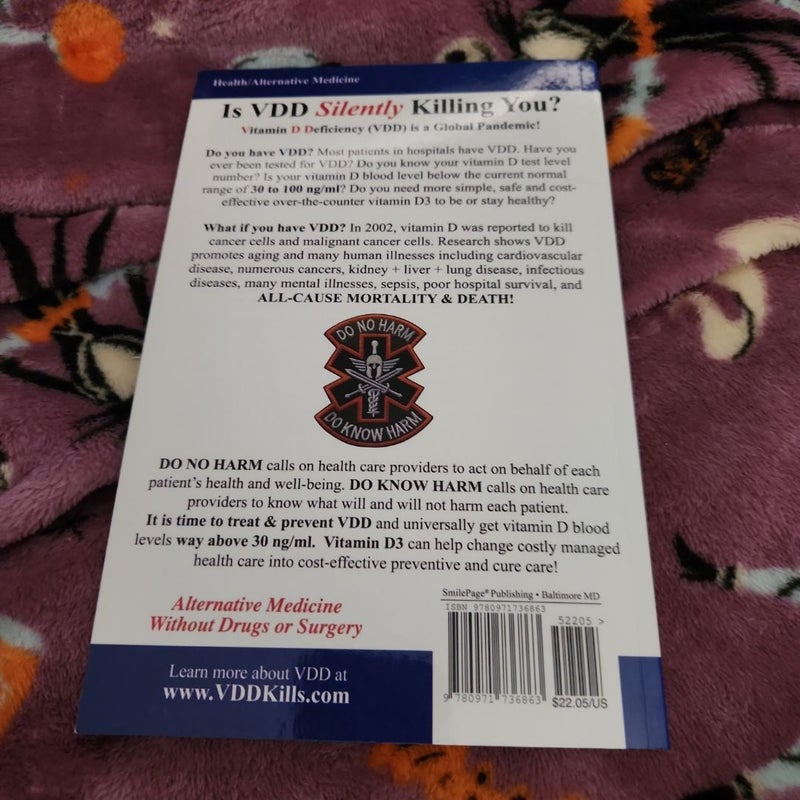 Health/Alternative Medicine
Is VDD Silently Killing You?
Vitamin D Deficiency (VDD) is a Global Pandemic!
Do you have VDD? Most patients in hospitals have VDD. Have you
ever been tested for VDD? Do you know your vitamin D test level
number? Is your vitamin D blood level below the current normal
range of 30 to 100 ng/ml? Do you need more simple, safe and cost-
effective over-the-counter vitamin D3 to be or stay healthy?
What if you have VDD? In 2002, vitamin D was reported to kill
cancer cells and malignant cancer cells. Research shows VDD
promotes aging and many human illnesses including cardiovascular
disease, numerous cancers, kidney + liver + lung disease, infectious
diseases, many mental illnesses, sepsis, poor hospital survival, and
ALL-CAUSE MORTALITY & DEATH!
DO NO HARM
DO KNOW HARM
DO NO HARM calls on health care providers to act on behalf of each
patient's health and well-being. DO KNOW HARM calls on health care
providers to know what will and will not harm each patient.
It is time to treat & prevent VDD and universally get vitamin D blood
levels way above 30 ng/ml. Vitamin D3 can help change costly managed
health care into cost-effective preventive and cure care!
Alternative Medicine
Without Drugs or Surgery
SmilePage® Publishing • Baltimore MD
ISBN 9780971736863
52205 >
9 780971 736863
$22.05/US
Learn more about VDD at
www.VDDKills.com